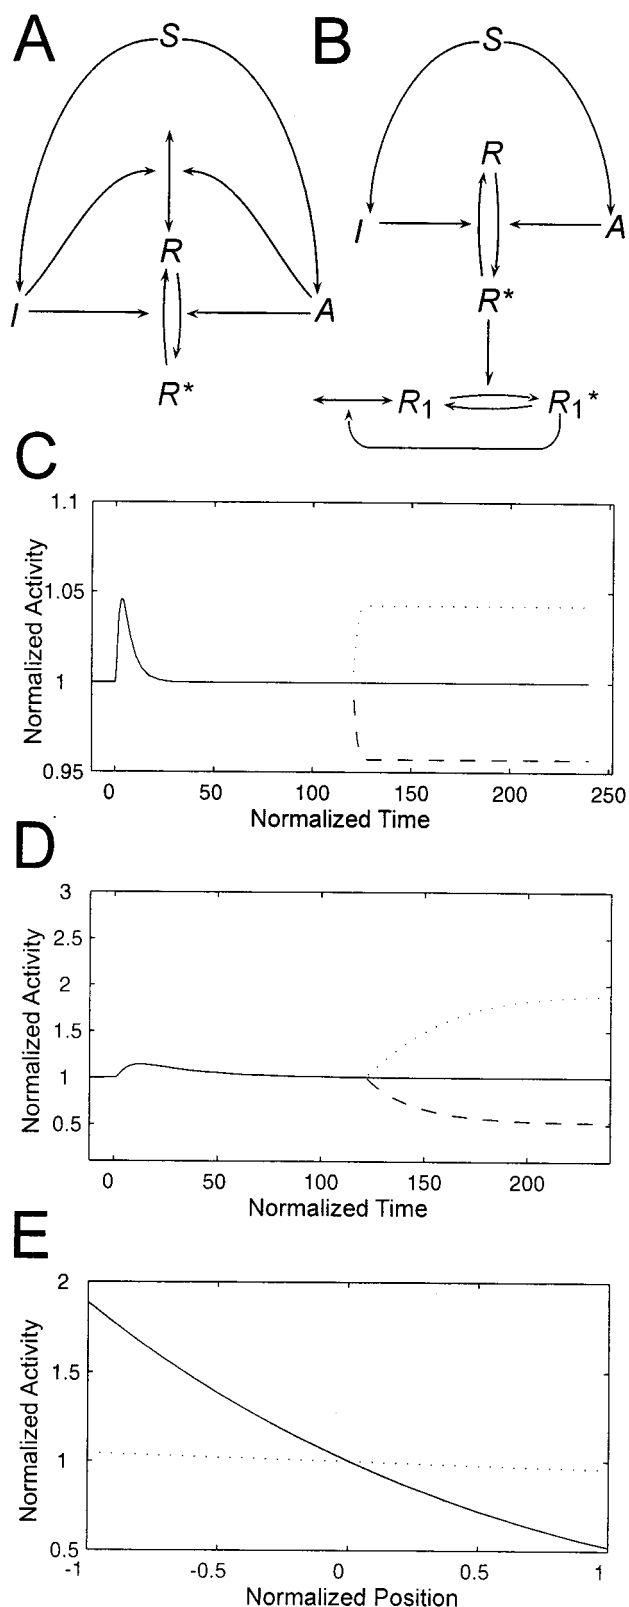 A
B
S
S
R
I
A
R
R*
I
A
R*
R1
R1*
C
1.1
1.05
1
0.95
Normalized Activity
0
50
100
150
200
250
Normalized Time
D
3
2.5
2
1.5
1
0.5
Normalized Activity
0
50
100
150
200
Normalized Time
E
2
1.5
1
0.5
Normalized Activity
-1
-0.5
0
0.5
1
Normalized Position